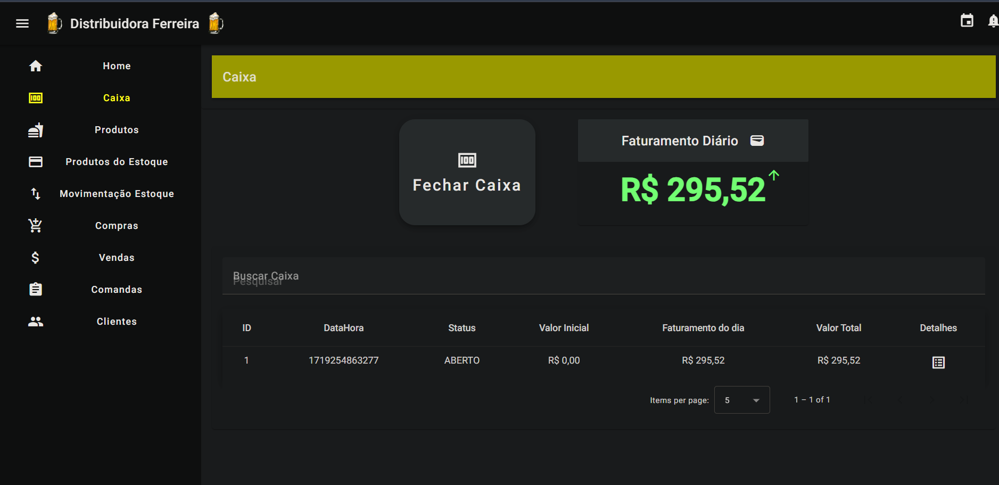 Distribuidora Ferreira
Home
Caixa
Produtos
Produtos do Estoque
Movimentação Estoque
Compras
Vendas
Comandas
Clientes
Caixa
Fechar Caixa
Faturamento Diário
R$ 295,52
Buscar Caixa
Pesquisar
ID DataHora Status Valor Inicial Faturamento do dia Valor Total Detalhes
1 1719254863277 ABERTO R$ 0,00 R$ 295,52 R$ 295,52
Items per page: 5 1 – 1 of 1